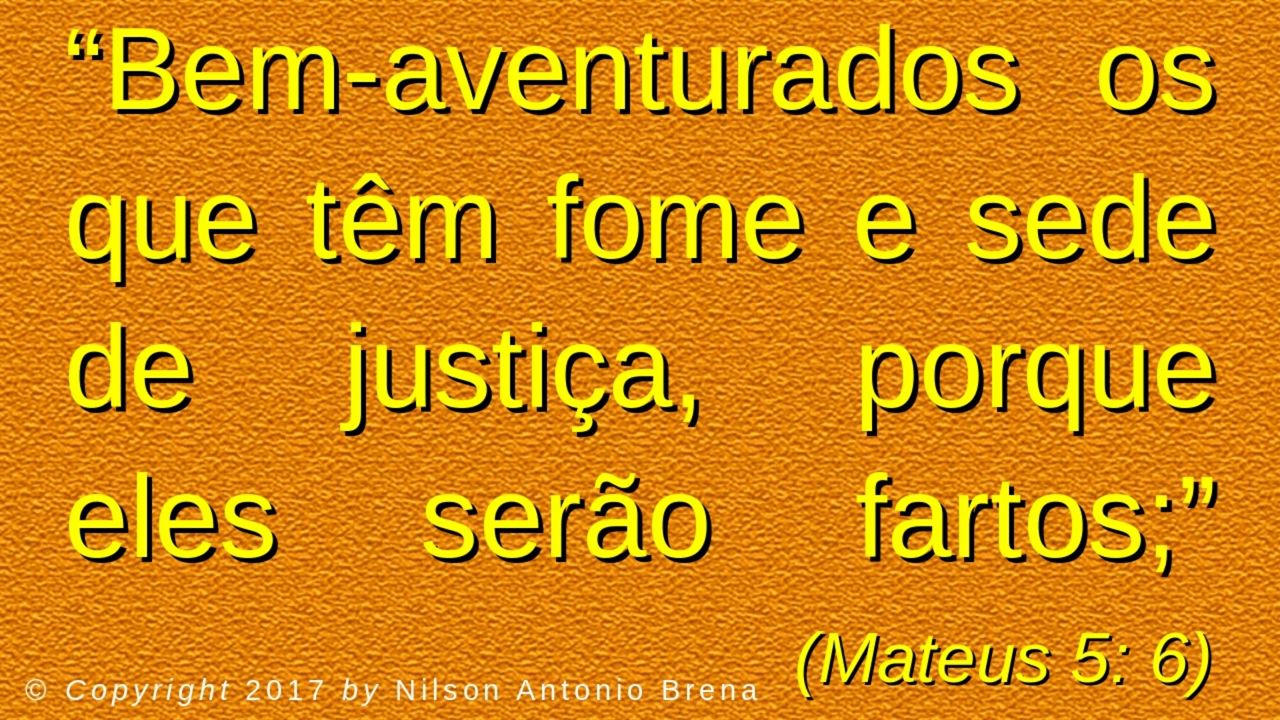 “Bem-aventurados os
que têm fome e sede
de justiça, porque
eles serão fartos;”
(Mateus 5: 6)
© Copyright 2017 by Nilson Antonio Brena